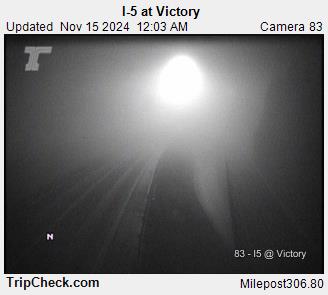 I-5 at Victory
Updated Nov 15 2024 12:03 AM Camera 83
T
N
83 - I5 @ Victory
TripCheck.com Milepost306.80